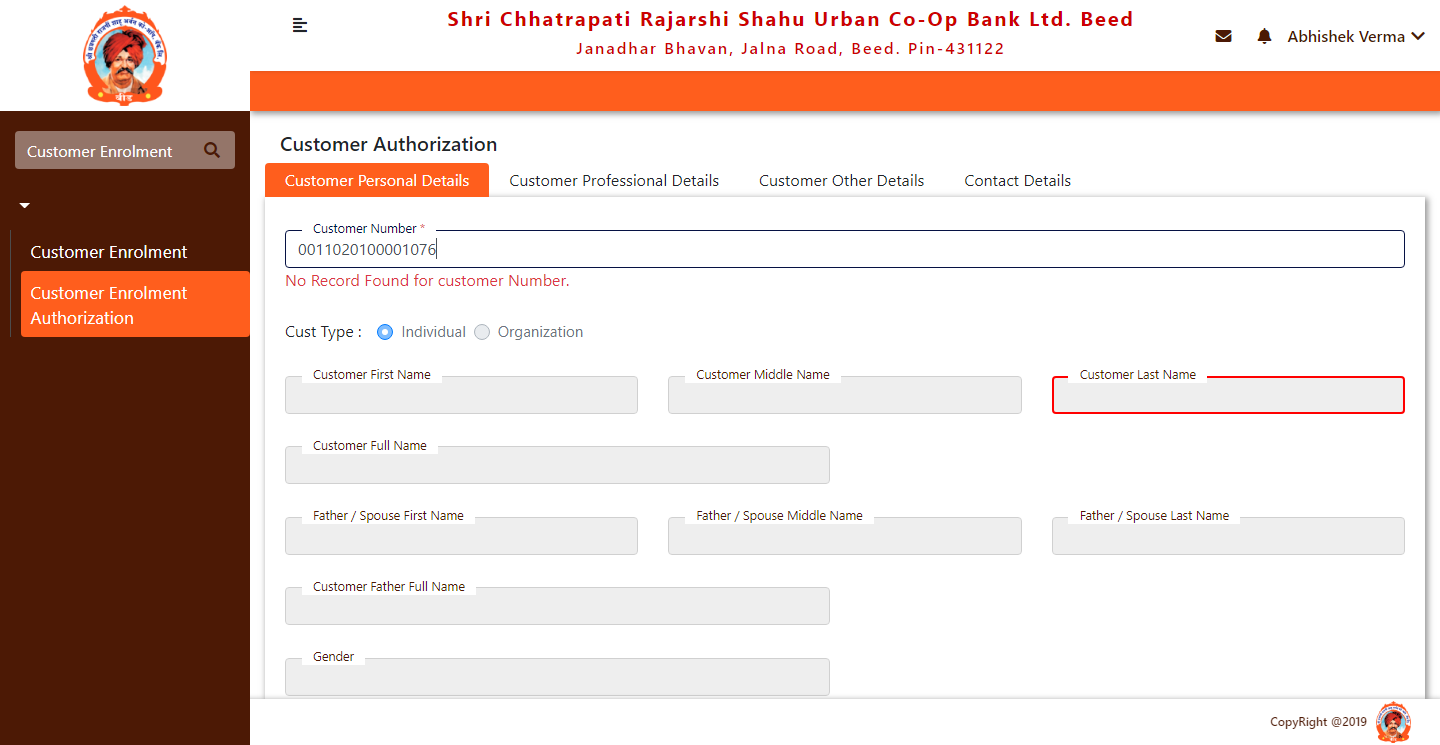 Shri Chhatrapati Rajarshi Shahu Urban Co-Op Bank Ltd. Beed
Janadhar Bhavan, Jalna Road, Beed. Pin-431122
Abhishek Verma
बीड
Customer Enrolment
Customer Enrolment
Customer Enrolment
Authorization
Customer Authorization
Customer Personal Details
Customer Professional Details
Customer Other Details
Contact Details
Customer Number *
0011020100001076
No Record Found for customer Number.
Cust Type :
Individual
Organization
Customer First Name
Customer Middle Name
Customer Last Name
Customer Full Name
Father / Spouse First Name
Father / Spouse Middle Name
Father / Spouse Last Name
Customer Father Full Name
Gender
CopyRight @2019